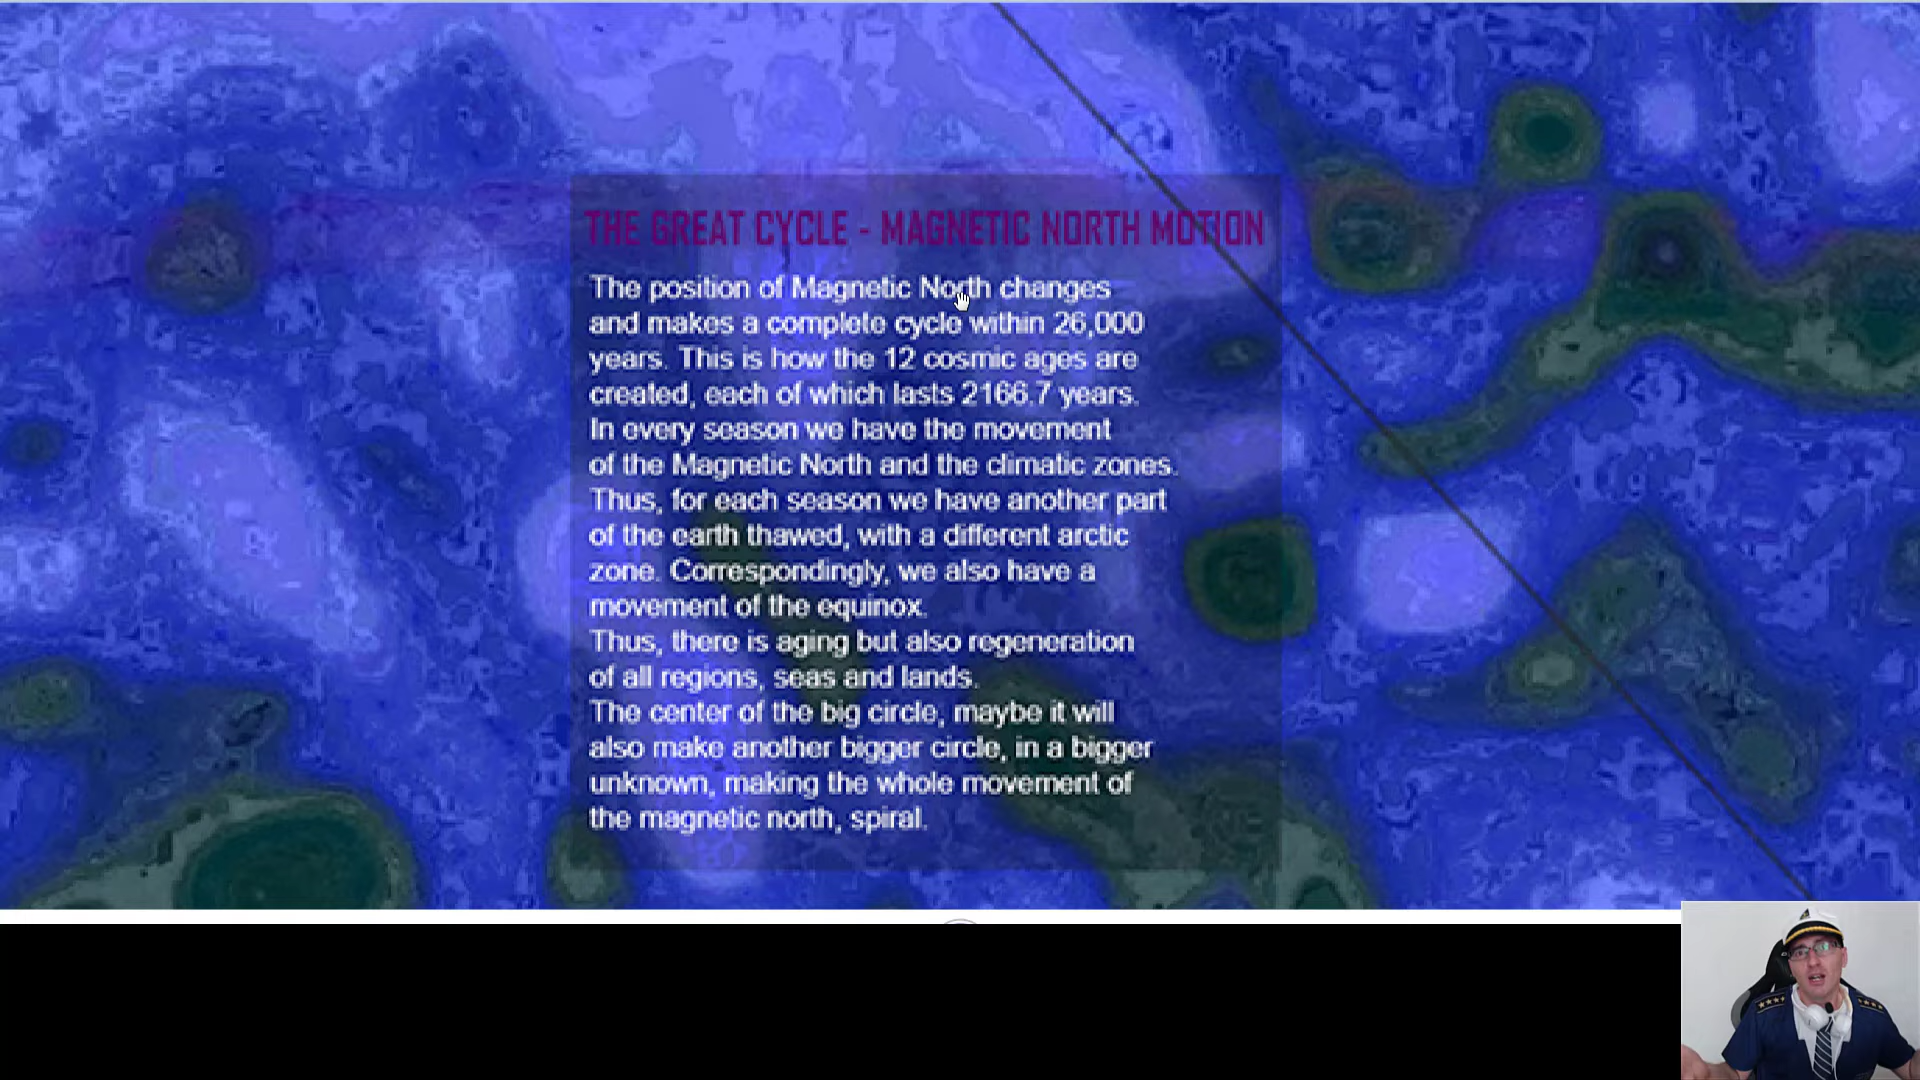 THE GREAT CYCLE - MAGNETIC NORTH MOTION
The position of Magnetic North changes
and makes a complete cycle within 26,000
years. This is how the 12 cosmic ages are
created, each of which lasts 2166.7 years.
In every season we have the movement
of the Magnetic North and the climatic zones.
Thus, for each season we have another part
of the earth thawed, with a different arctic
zone. Correspondingly, we also have a
movement of the equinox.
Thus, there is aging but also regeneration
of all regions, seas and lands.
The center of the big circle, maybe it will
also make another bigger circle, in a bigger
unknown, making the whole movement of
the magnetic north, spiral.